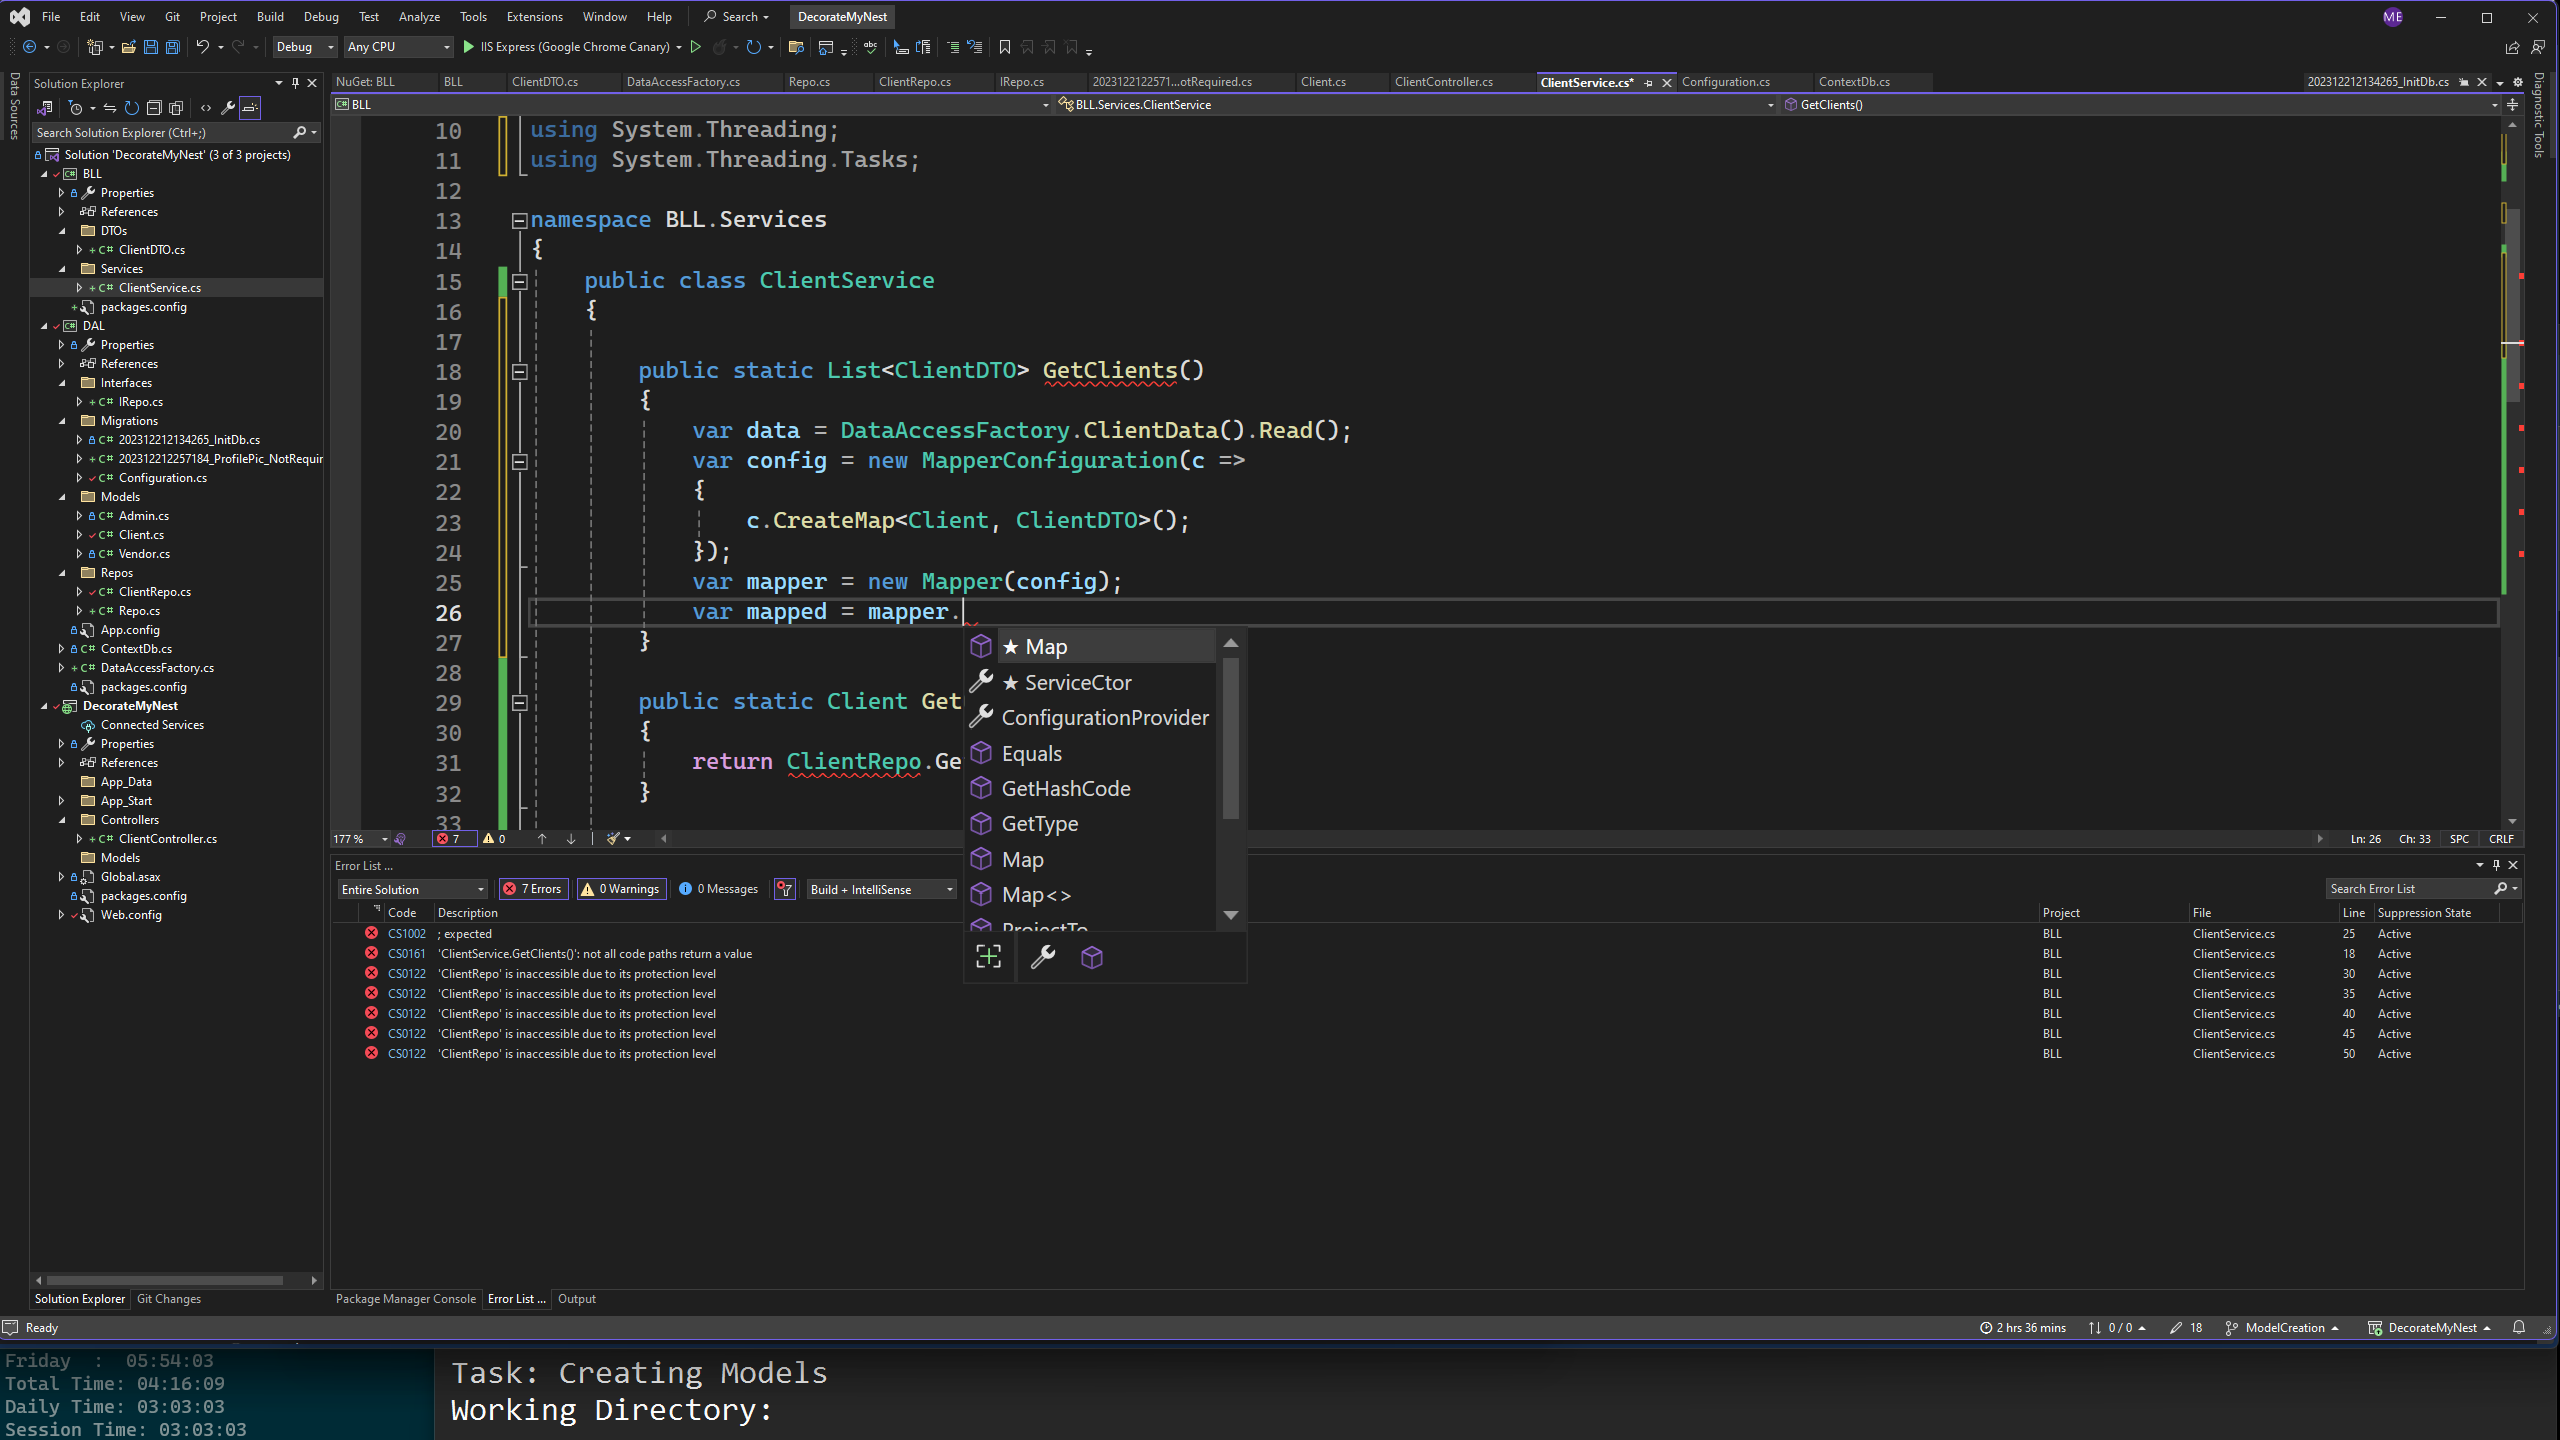 File Edit View Git Project Build Debug Test Analyze Tools Extensions Window Help Search DecorateMyNest ME
Debug Any CPU IIS Express (Google Chrome Canary)
Data Sources
Solution Explorer
Search Solution Explorer (Ctrl+;)
Solution 'DecorateMyNest' (3 of 3 projects)
BLL
Properties
References
DTOs
C# ClientDTO.cs
Services
C# ClientService.cs
packages.config
DAL
Properties
References
Interfaces
C# IRepo.cs
Migrations
C# 202312212134265_InitDb.cs
C# 202312212257184_ProfilePic_NotRequir
C# Configuration.cs
Models
C# Admin.cs
C# Client.cs
C# Vendor.cs
Repos
C# ClientRepo.cs
C# Repo.cs
App.config
C# ContextDb.cs
C# DataAccessFactory.cs
packages.config
DecorateMyNest
Connected Services
Properties
References
App_Data
App_Start
Controllers
C# ClientController.cs
Models
Global.asax
packages.config
Web.config
Solution Explorer Git Changes
NuGet: BLL BLL ClientDTO.cs DataAccessFactory.cs Repo.cs ClientRepo.cs IRepo.cs 2023122122571...otRequired.cs Client.cs ClientController.cs ClientService.cs* Configuration.cs ContextDb.cs 202312212134265_InitDb.cs
C# BLL BLL.Services.ClientService GetClients()
10 using System.Threading;
11 using System.Threading.Tasks;
12
13 namespace BLL.Services
14 {
15 public class ClientService
16 {
17
18 public static List<ClientDTO> GetClients()
19 {
20 var data = DataAccessFactory.ClientData().Read();
21 var config = new MapperConfiguration(c =>
22 {
23 c.CreateMap<Client, ClientDTO>();
24 });
25 var mapper = new Mapper(config);
26 var mapped = mapper.
27 }
28
29 public static Client Get
30 {
31 return ClientRepo.Ge
32 }
33
★ Map
★ ServiceCtor
ConfigurationProvider
Equals
GetHashCode
GetType
Map
Map<>
ProjectTo
177 % 7 0 Ln: 26 Ch: 33 SPC CRLF
Diagnostic Tools
Error List ...
Entire Solution 7 Errors 0 Warnings 0 Messages Build + IntelliSense Search Error List
Code Description Project File Line Suppression State
CS1002 ; expected BLL ClientService.cs 25 Active
CS0161 'ClientService.GetClients()': not all code paths return a value BLL ClientService.cs 18 Active
CS0122 'ClientRepo' is inaccessible due to its protection level BLL ClientService.cs 30 Active
CS0122 'ClientRepo' is inaccessible due to its protection level BLL ClientService.cs 35 Active
CS0122 'ClientRepo' is inaccessible due to its protection level BLL ClientService.cs 40 Active
CS0122 'ClientRepo' is inaccessible due to its protection level BLL ClientService.cs 45 Active
CS0122 'ClientRepo' is inaccessible due to its protection level BLL ClientService.cs 50 Active
Package Manager Console Error List ... Output
Ready 2 hrs 36 mins 0 / 0 18 ModelCreation DecorateMyNest
Friday : 05:54:03
Total Time: 04:16:09
Daily Time: 03:03:03
Session Time: 03:03:03
Task: Creating Models
Working Directory: